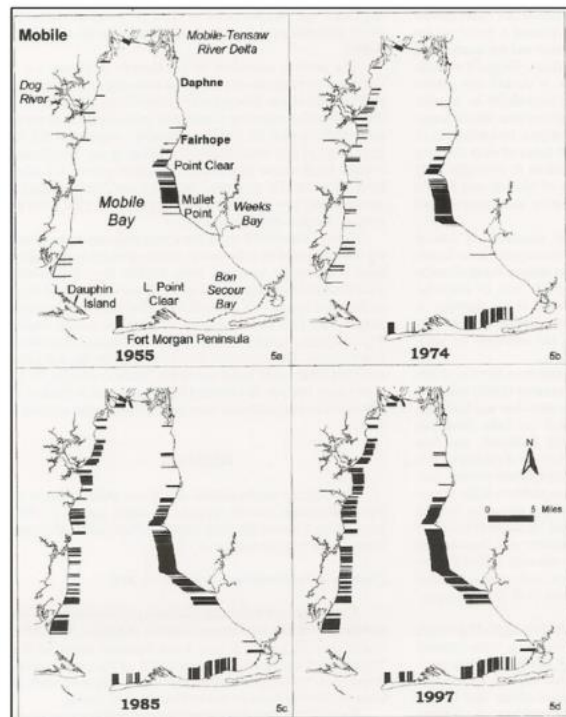 Mobile
Mobile-Tensaw
River Delta
Dog
River
Daphne
Fairhope
Point Clear
Mobile
Bay
Mullet
Point
Weeks
Bay
L. Dauphin
Island
L. Point
Clear
Bon
Secour
Bay
Fort Morgan Peninsula
1955
5a
1974
5b
1985
5c
N
0 5 Miles
1997
5d